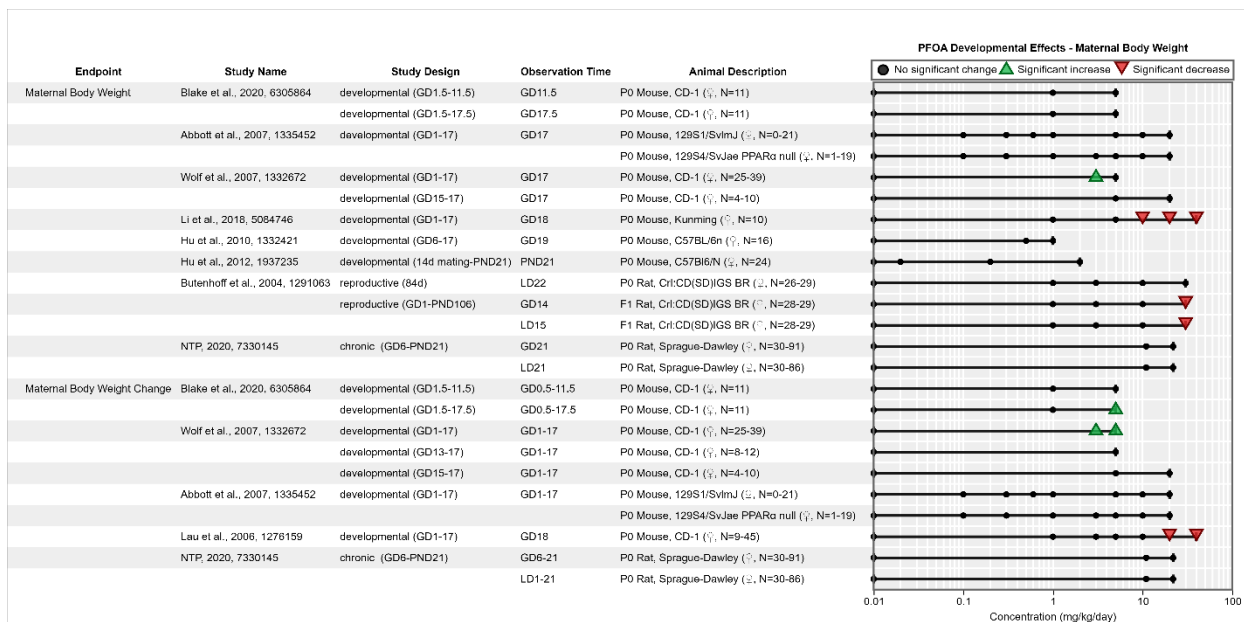 PFOA Developmental Effects - Maternal Body Weight
Endpoint Study Name Study Design Observation Time Animal Description
No significant change Significant increase Significant decrease
Maternal Body Weight Blake et al., 2020, 6305864 developmental (GD1.5-11.5) GD11.5 P0 Mouse, CD-1 (♀, N=11)
developmental (GD1.5-17.5) GD17.5 P0 Mouse, CD-1 (♀, N=11)
Abbott et al., 2007, 1335452 developmental (GD1-17) GD17 P0 Mouse, 129S1/SvlmJ (♀, N=0-21)
P0 Mouse, 129S4/SvJae PPARα null (♀, N=1-19)
Wolf et al., 2007, 1332672 developmental (GD1-17) GD17 P0 Mouse, CD-1 (♀, N=25-39)
developmental (GD15-17) GD17 P0 Mouse, CD-1 (♀, N=4-10)
Li et al., 2018, 5084746 developmental (GD1-17) GD18 P0 Mouse, Kunming (♀, N=10)
Hu et al., 2010, 1332421 developmental (GD6-17) GD19 P0 Mouse, C57BL/6n (♀, N=16)
Hu et al., 2012, 1937235 developmental (14d mating-PND21) PND21 P0 Mouse, C57Bl6/N (♀, N=24)
Butenhoff et al., 2004, 1291063 reproductive (84d) LD22 P0 Rat, Crl:CD(SD)IGS BR (♀, N=26-29)
reproductive (GD1-PND106) GD14 F1 Rat, Crl:CD(SD)IGS BR (♀, N=28-29)
LD15 F1 Rat, Crl:CD(SD)IGS BR (♀, N=28-29)
NTP, 2020, 7330145 chronic (GD6-PND21) GD21 P0 Rat, Sprague-Dawley (♀, N=30-91)
LD21 P0 Rat, Sprague-Dawley (♀, N=30-86)
Maternal Body Weight Change Blake et al., 2020, 6305864 developmental (GD1.5-11.5) GD0.5-11.5 P0 Mouse, CD-1 (♀, N=11)
developmental (GD1.5-17.5) GD0.5-17.5 P0 Mouse, CD-1 (♀, N=11)
Wolf et al., 2007, 1332672 developmental (GD1-17) GD1-17 P0 Mouse, CD-1 (♀, N=25-39)
developmental (GD13-17) GD1-17 P0 Mouse, CD-1 (♀, N=8-12)
developmental (GD15-17) GD1-17 P0 Mouse, CD-1 (♀, N=4-10)
Abbott et al., 2007, 1335452 developmental (GD1-17) GD1-17 P0 Mouse, 129S1/SvlmJ (♀, N=0-21)
P0 Mouse, 129S4/SvJae PPARα null (♀, N=1-19)
Lau et al., 2006, 1276159 developmental (GD1-17) GD18 P0 Mouse, CD-1 (♀, N=9-45)
NTP, 2020, 7330145 chronic (GD6-PND21) GD6-21 P0 Rat, Sprague-Dawley (♀, N=30-91)
LD1-21 P0 Rat, Sprague-Dawley (♀, N=30-86)
0.01 0.1 1 10 100
Concentration (mg/kg/day)